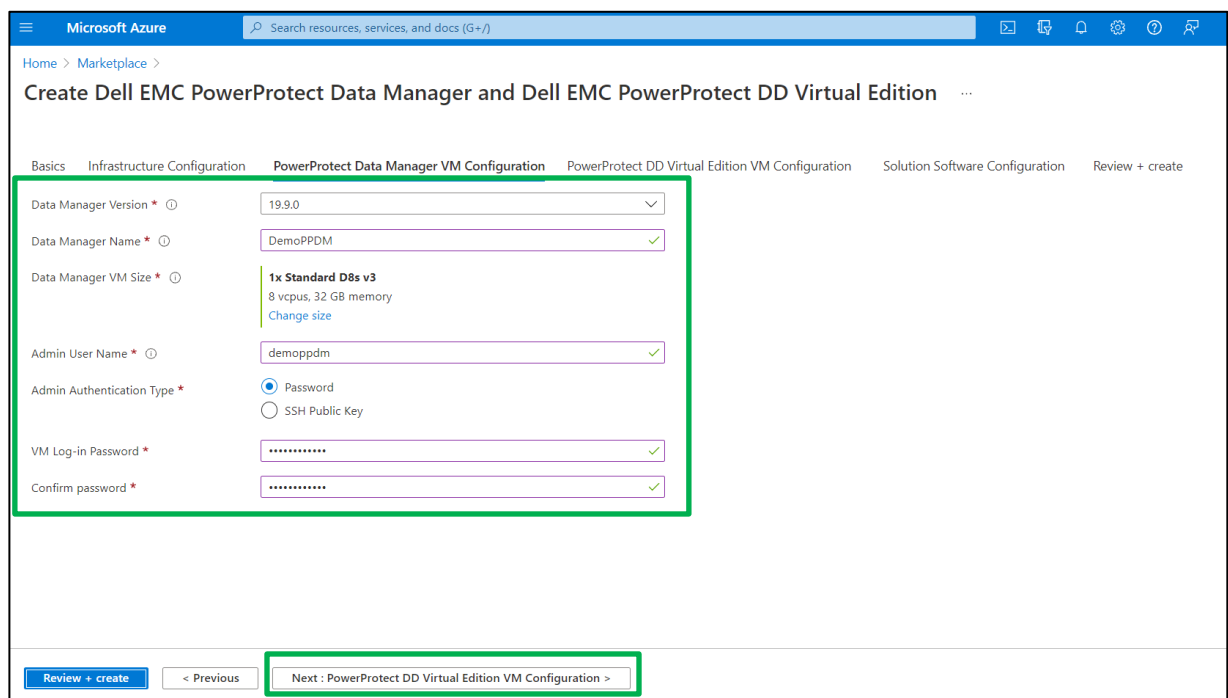 Microsoft Azure
Search resources, services, and docs (G+/)
Home > Marketplace >
Create Dell EMC PowerProtect Data Manager and Dell EMC PowerProtect DD Virtual Edition ...
Basics Infrastructure Configuration PowerProtect Data Manager VM Configuration PowerProtect DD Virtual Edition VM Configuration Solution Software Configuration Review + create
Data Manager Version * 19.9.0
Data Manager Name * DemoPPDM
Data Manager VM Size * 1x Standard D8s v3
8 vcpus, 32 GB memory
Change size
Admin User Name * demoppdm
Admin Authentication Type * Password
SSH Public Key
VM Log-in Password * ••••••••••••
Confirm password * ••••••••••••
Review + create < Previous Next : PowerProtect DD Virtual Edition VM Configuration >